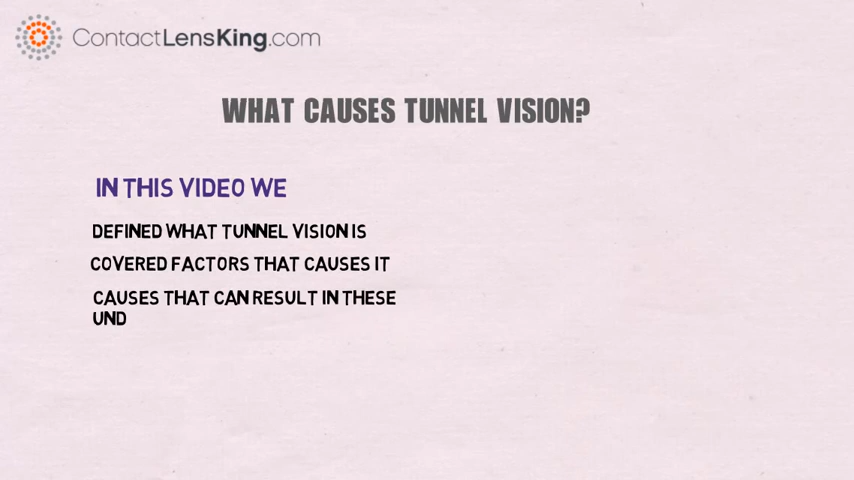 ContactLensKing.com
WHAT CAUSES TUNNEL VISION?
IN THIS VIDEO WE
DEFINED WHAT TUNNEL VISION IS
COVERED FACTORS THAT CAUSES IT
CAUSES THAT CAN RESULT IN THESE
UND